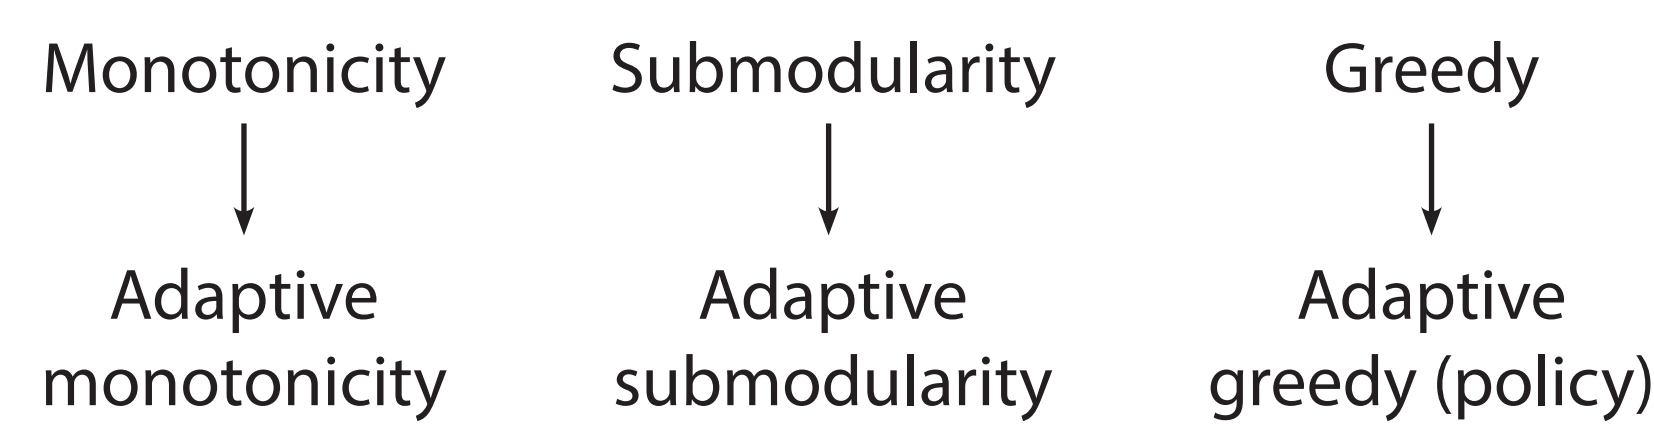 Monotonicity
Submodularity
Greedy
Adaptive
monotonicity
Adaptive
submodularity
Adaptive
greedy (policy)